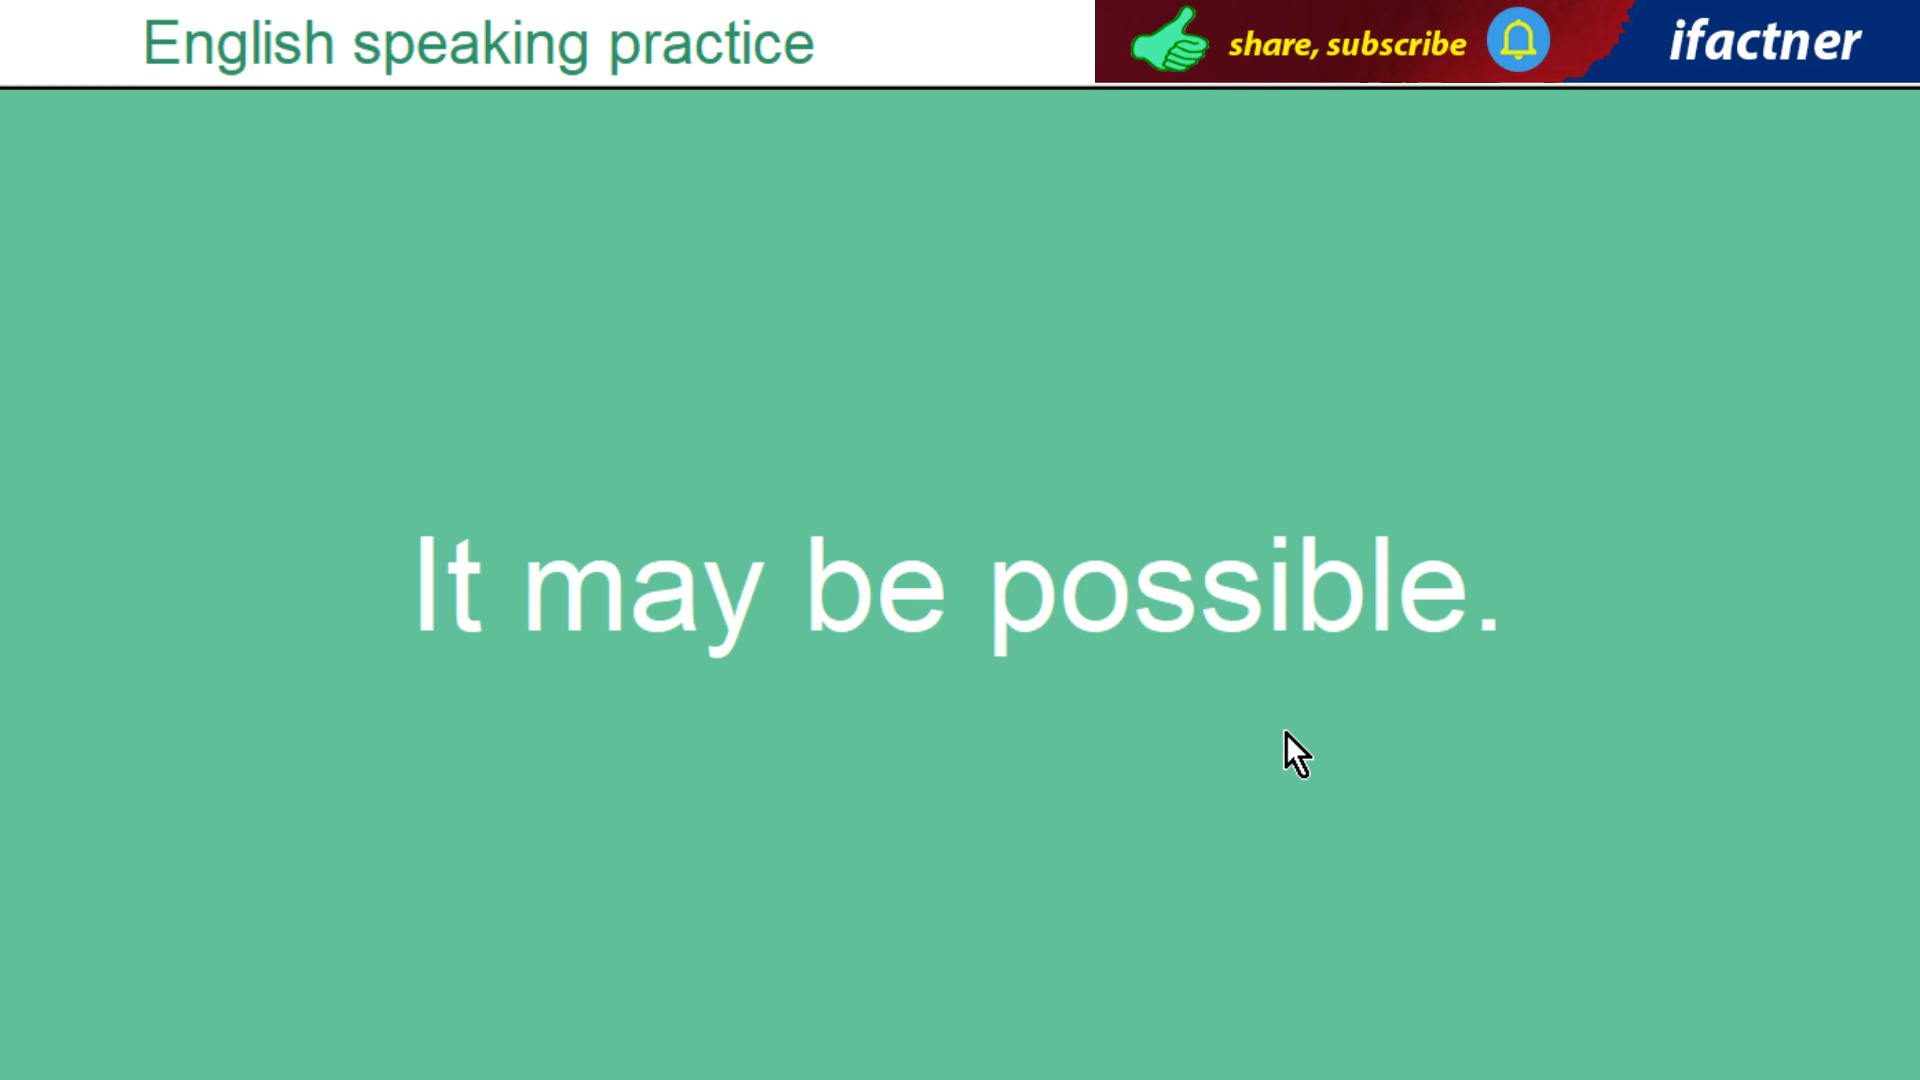 English speaking practice
share, subscribe
ifactner
It may be possible.